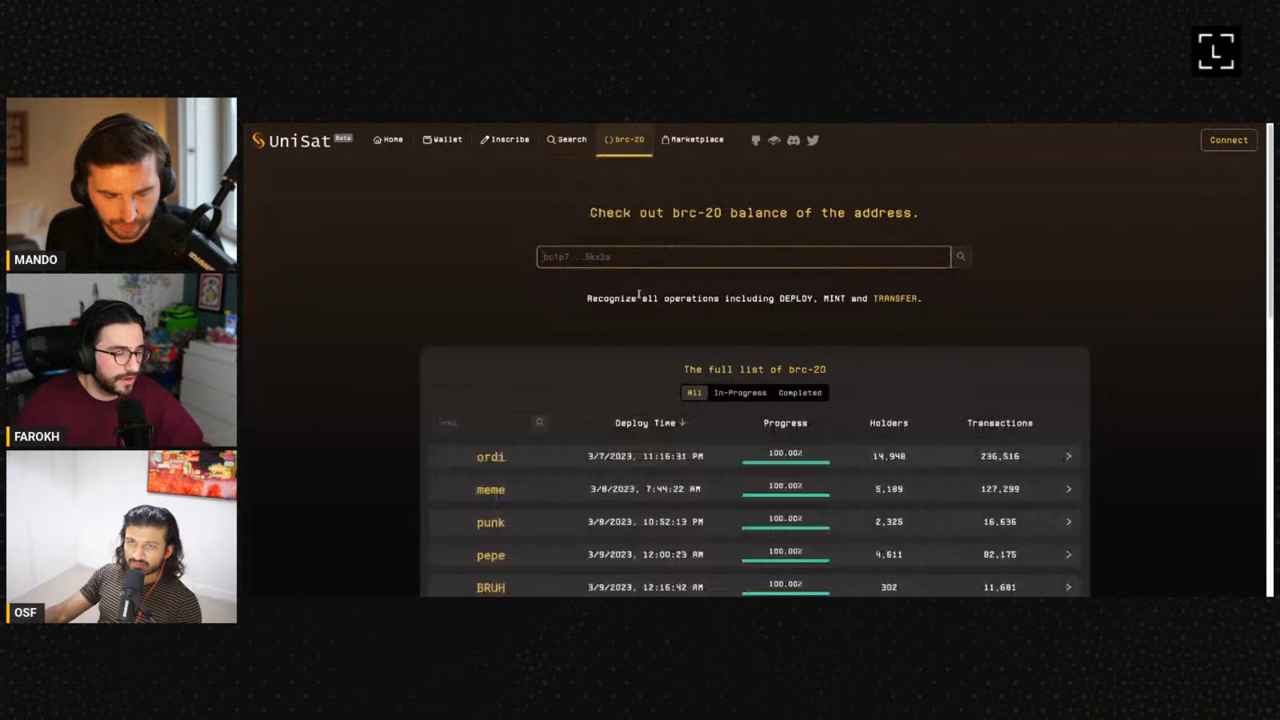 L
UniSat Beta Home Wallet Inscribe Search brc-20 Marketplace Connect
Check out brc-20 balance of the address.
bc1p7...5kx3a
Recognize all operations including DEPLOY, MINT and TRANSFER.
The full list of brc-20
All In-Progress Completed
Deploy Time Progress Holders Transactions
ordi 3/7/2023, 11:16:31 PM 100.00% 14,948 236,516
meme 3/8/2023, 7:44:22 AM 100.00% 5,189 127,299
punk 3/8/2023, 10:52:13 PM 100.00% 2,325 16,636
pepe 3/9/2023, 12:00:23 AM 100.00% 4,611 82,175
BRUH 3/9/2023, 12:16:42 AM 100.00% 302 11,681
MANDO
FAROKH
OSF